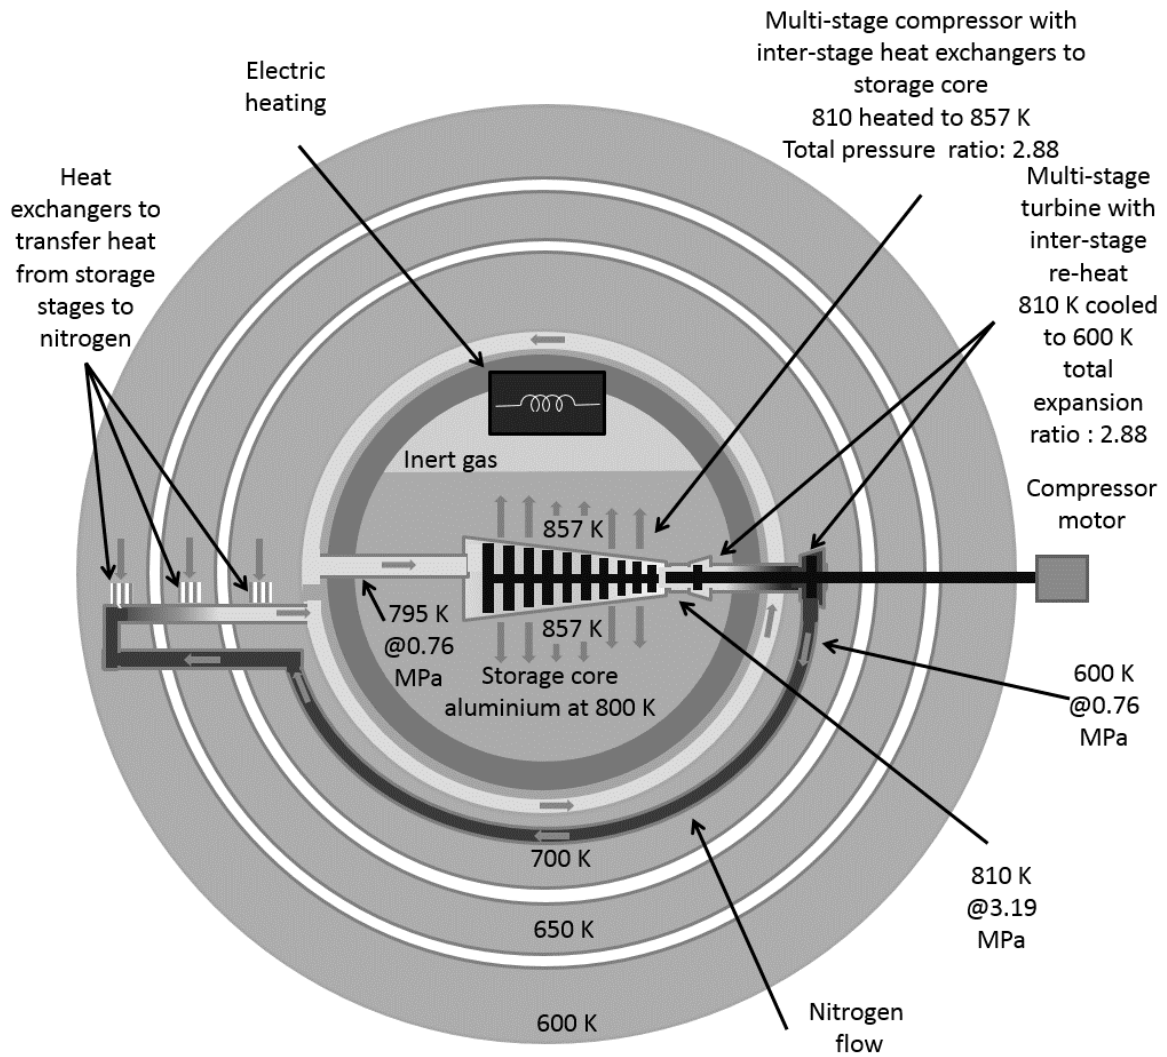 Multi-stage compressor with
inter-stage heat exchangers to
storage core
810 heated to 857 K
Total pressure ratio: 2.88
Electric
heating
Heat
exchangers to
transfer heat
from storage
stages to
nitrogen
Multi-stage
turbine with
inter-stage
re-heat
810 K cooled
to 600 K
total
expansion
ratio : 2.88
Inert gas
Compressor
motor
857 K
795 K
@0.76
MPa
857 K
Storage core
aluminium at 800 K
600 K
@0.76
MPa
810 K
@3.19
MPa
700 K
650 K
600 K
Nitrogen
flow